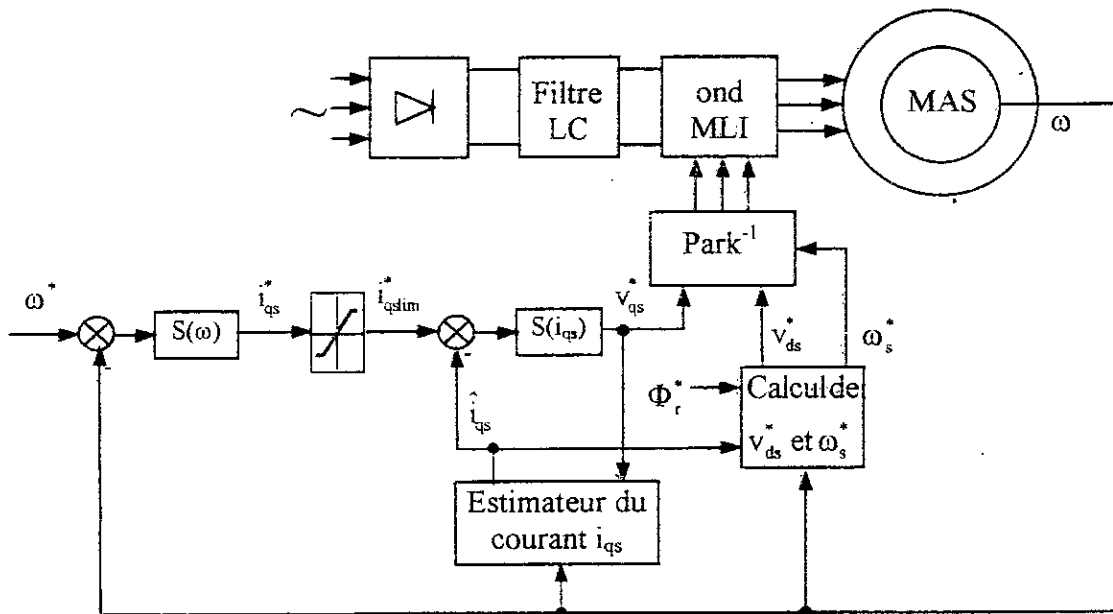 Filtre
LC
ond
MLI
MAS
ω
Park⁻¹
ω*
S(ω)
i*qs
i*qslim
S(iqs)
v*qs
v*ds
ω*s
Φ*r
Calcul de
v*ds et ω*s
îqs
Estimateur du
courant iqs